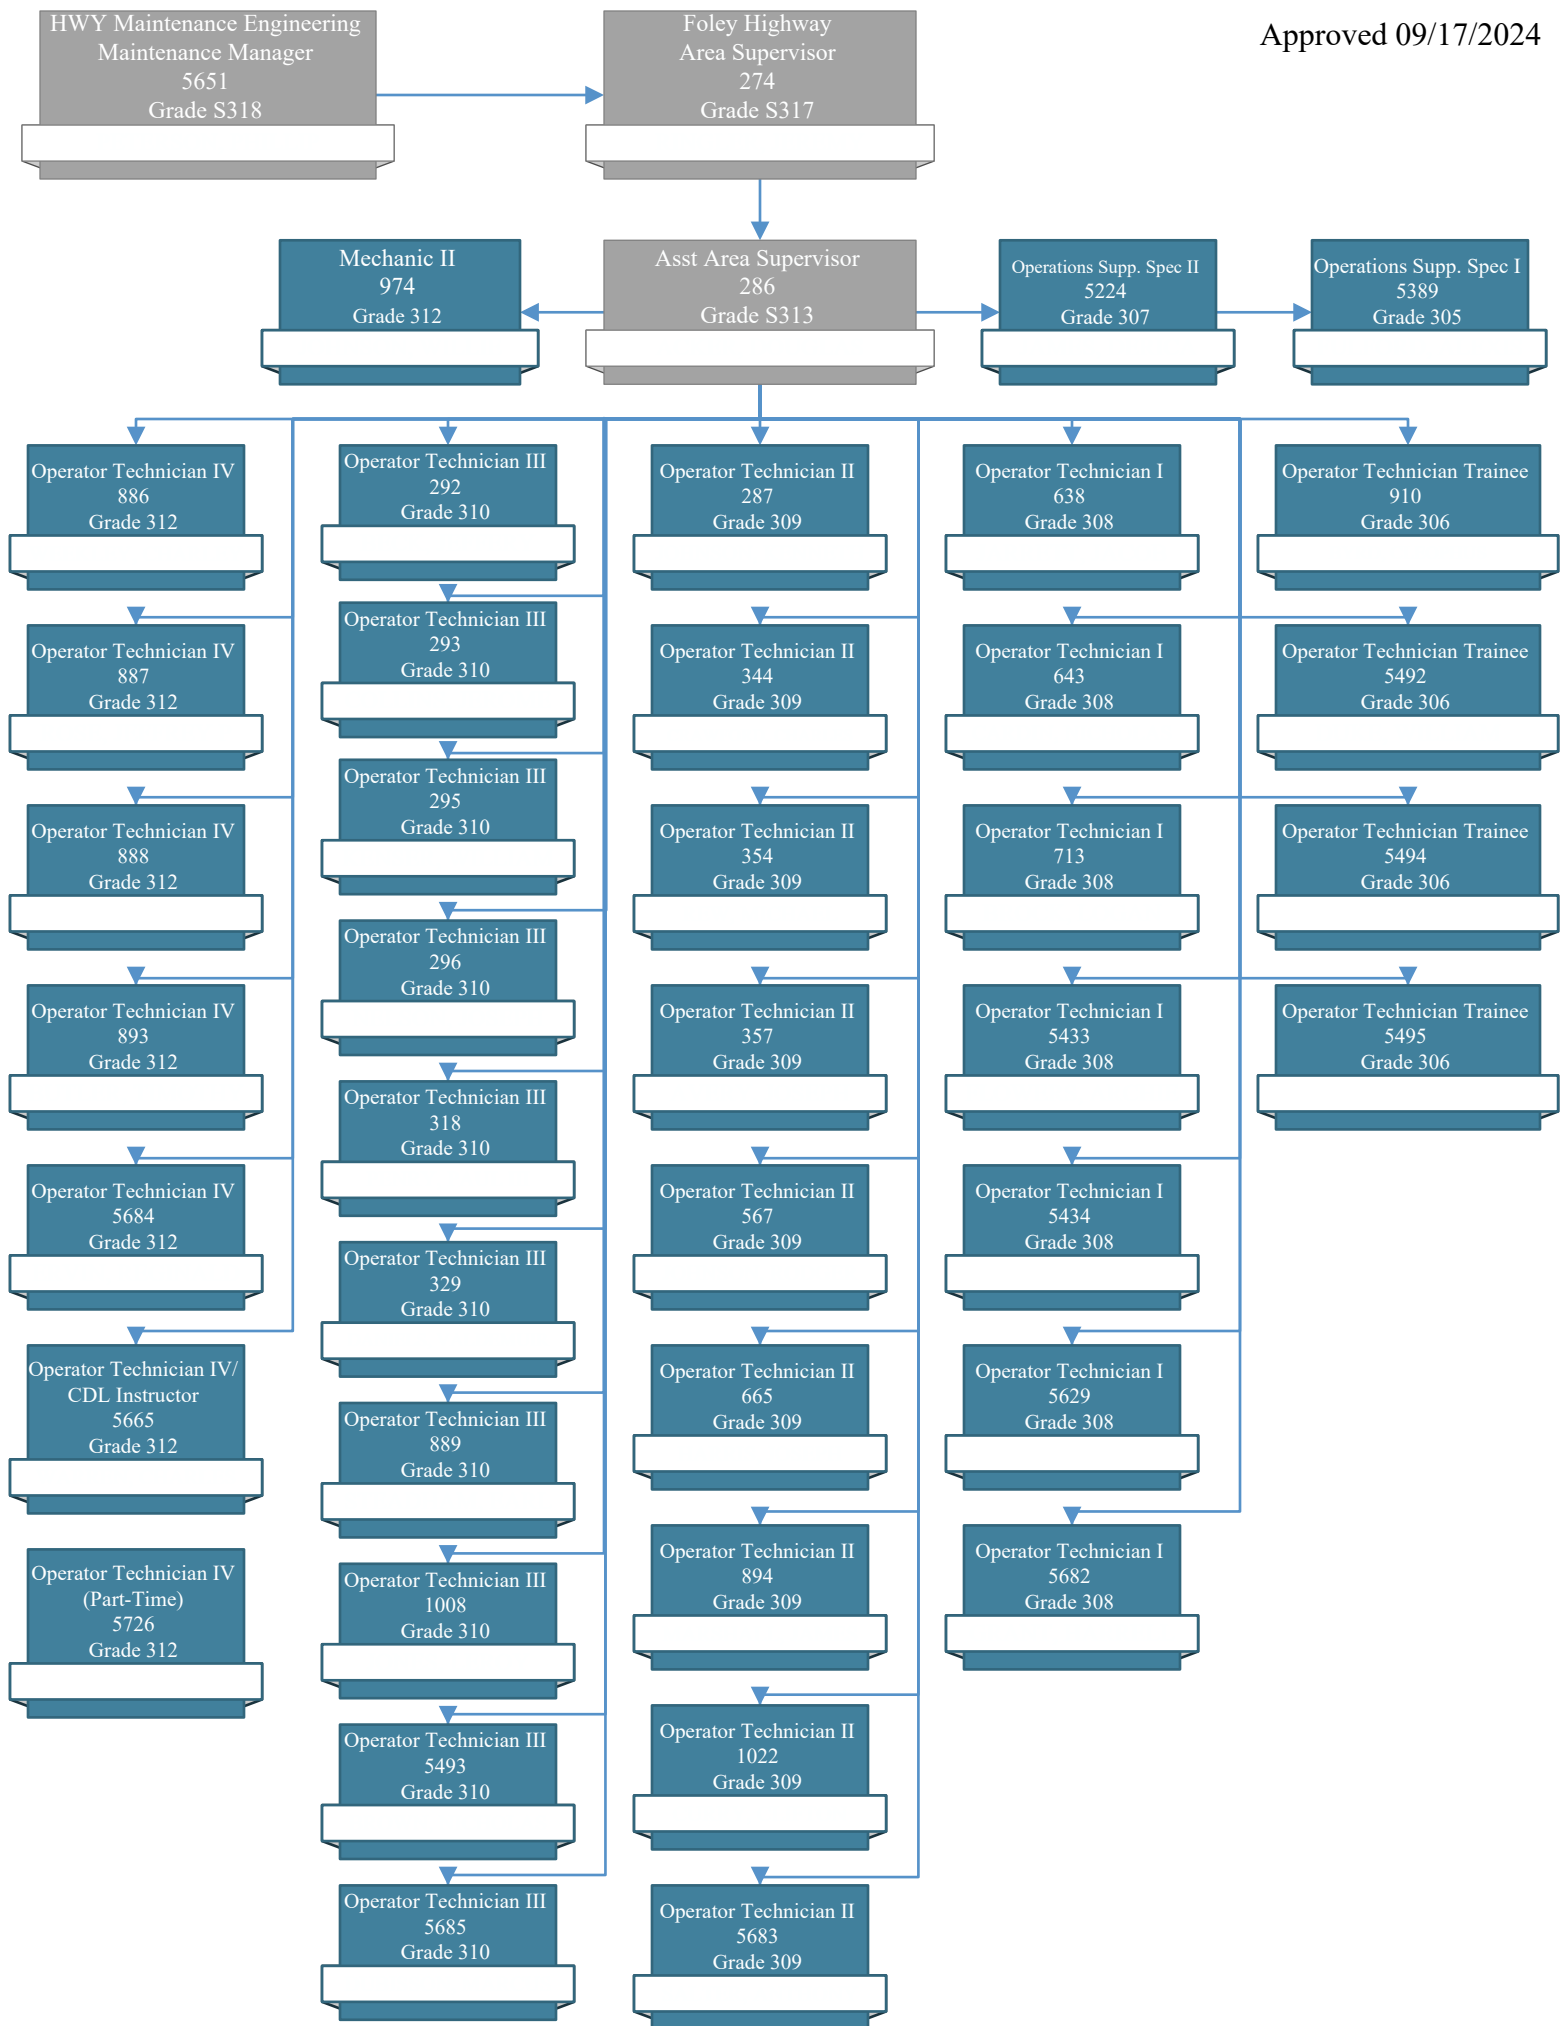 HWY Maintenance Engineering
Maintenance Manager
5651
Grade S318
Foley Highway
Area Supervisor
274
Grade S317
Approved 09/17/2024
Mechanic II
974
Grade 312
Asst Area Supervisor
286
Grade S313
Operations Supp. Spec II
5224
Grade 307
Operations Supp. Spec I
5389
Grade 305
Operator Technician IV
886
Grade 312
Operator Technician IV
887
Grade 312
Operator Technician IV
888
Grade 312
Operator Technician IV
893
Grade 312
Operator Technician IV
5684
Grade 312
Operator Technician IV/
CDL Instructor
5665
Grade 312
Operator Technician IV
(Part-Time)
5726
Grade 312
Operator Technician III
292
Grade 310
Operator Technician III
293
Grade 310
Operator Technician III
295
Grade 310
Operator Technician III
296
Grade 310
Operator Technician III
318
Grade 310
Operator Technician III
329
Grade 310
Operator Technician III
889
Grade 310
Operator Technician III
1008
Grade 310
Operator Technician III
5493
Grade 310
Operator Technician III
5685
Grade 310
Operator Technician II
287
Grade 309
Operator Technician II
344
Grade 309
Operator Technician II
354
Grade 309
Operator Technician II
357
Grade 309
Operator Technician II
567
Grade 309
Operator Technician II
665
Grade 309
Operator Technician II
894
Grade 309
Operator Technician II
1022
Grade 309
Operator Technician II
5683
Grade 309
Operator Technician I
638
Grade 308
Operator Technician I
643
Grade 308
Operator Technician I
713
Grade 308
Operator Technician I
5433
Grade 308
Operator Technician I
5434
Grade 308
Operator Technician I
5629
Grade 308
Operator Technician I
5682
Grade 308
Operator Technician Trainee
910
Grade 306
Operator Technician Trainee
5492
Grade 306
Operator Technician Trainee
5494
Grade 306
Operator Technician Trainee
5495
Grade 306